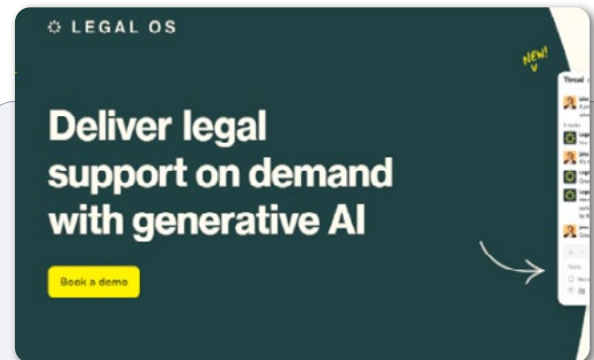 LEGAL OS
NEW!
Deliver legal
support on demand
with generative AI
Book a demo
Thread